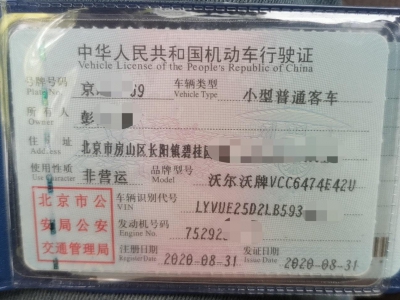 中华人民共和国机动车行驶证
Vehicle License of the People's Republic of China
号牌号码 京 69 车辆类型 小型普通客车
Plate No. Vehicle Type
所有人 彭
Owner
住址 北京市房山区长阳镇碧桂园
Address
使用性质 非营运 品牌型号 沃尔沃牌VCC6474E42U
Use Character Model
北京市公安局公安交通管理局
车辆识别代号 LYVUE25D2LB593
VIN
发动机号码 75292
Engine No.
注册日期 2020-08-31 发证日期 2020-08-31
Register Date Issue Date